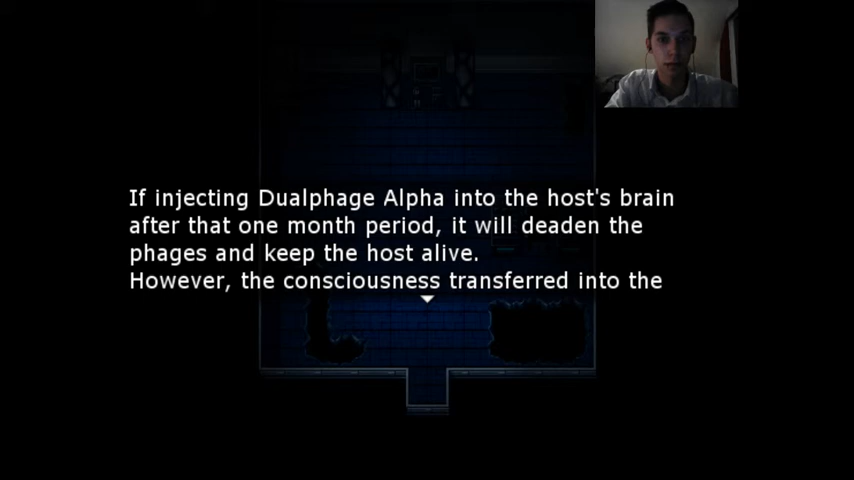 If injecting Dualphage Alpha into the host's brain
after that one month period, it will deaden the
phages and keep the host alive.
However, the consciousness transferred into the